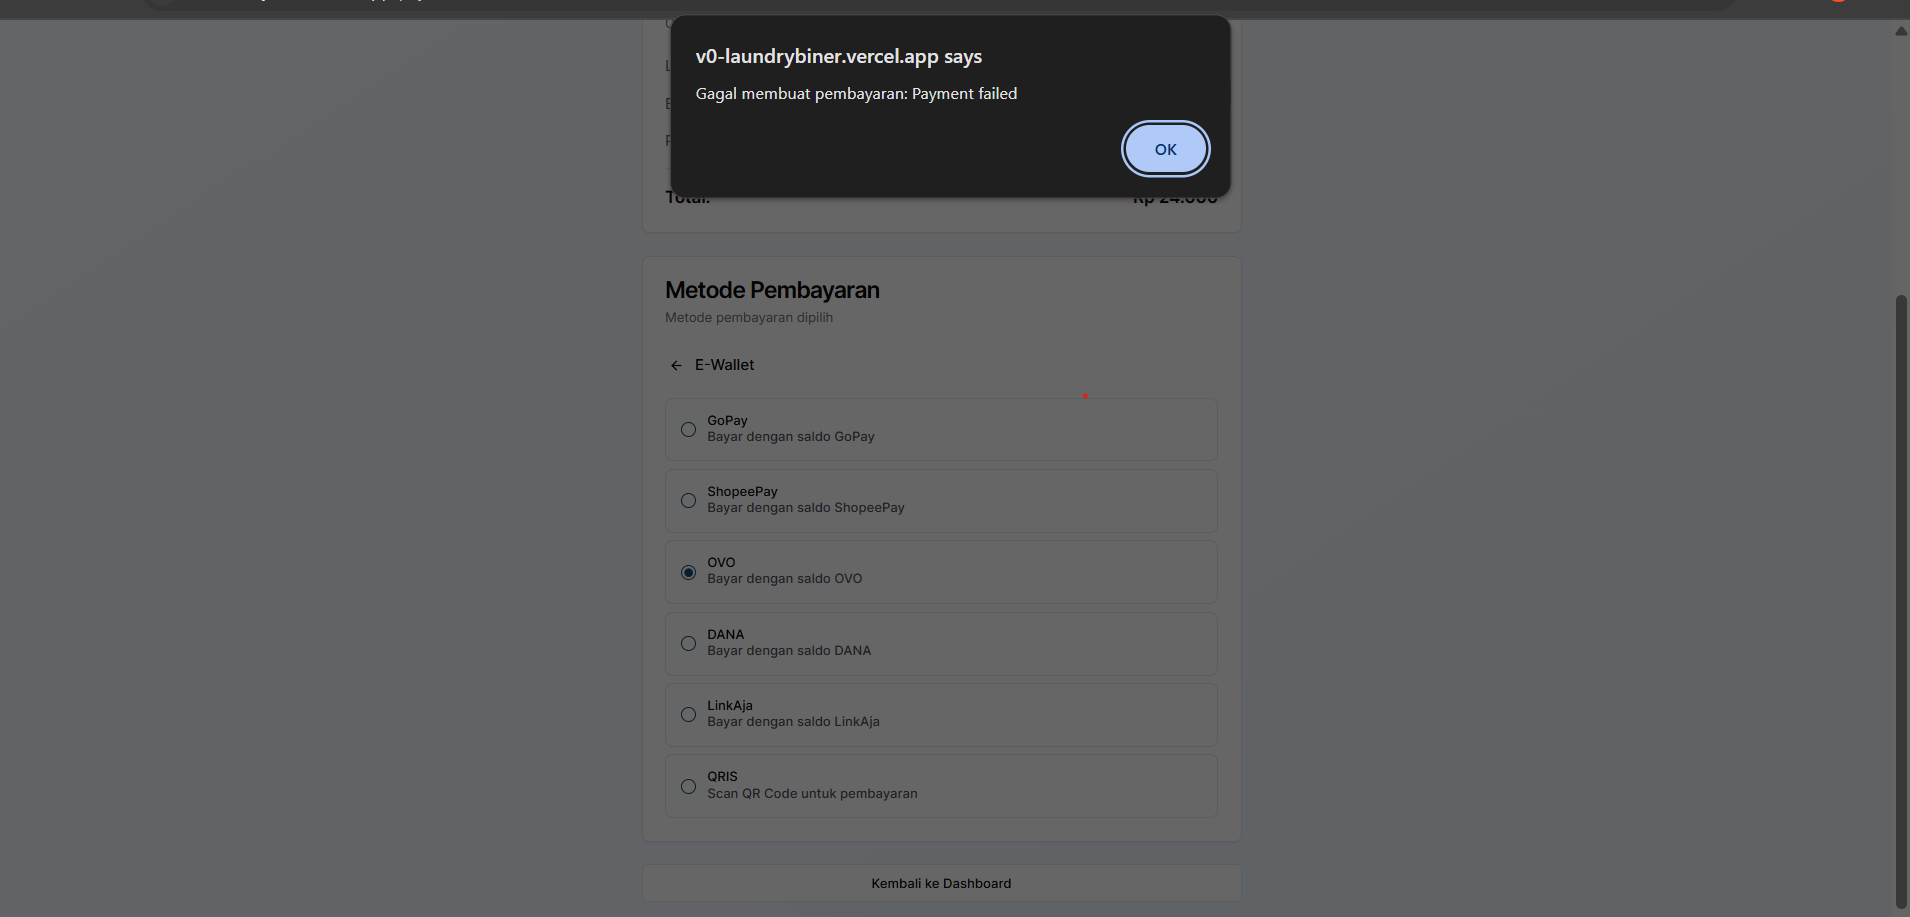 v0-laundrybiner.vercel.app says
Gagal membuat pembayaran: Payment failed
OK
Total:
Rp 24.000
Metode Pembayaran
Metode pembayaran dipilih
E-Wallet
GoPay
Bayar dengan saldo GoPay
ShopeePay
Bayar dengan saldo ShopeePay
OVO
Bayar dengan saldo OVO
DANA
Bayar dengan saldo DANA
LinkAja
Bayar dengan saldo LinkAja
QRIS
Scan QR Code untuk pembayaran
Kembali ke Dashboard